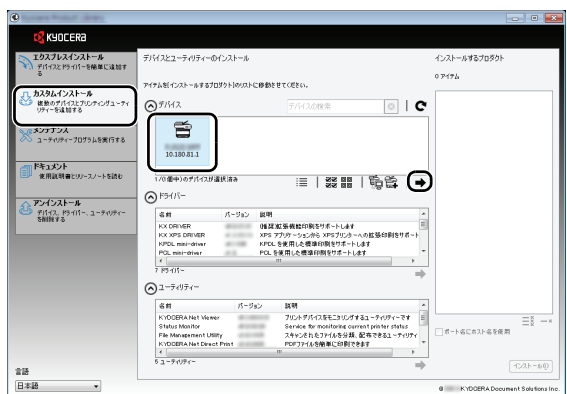 KYOCERA
エクスプレスインストール
デバイスとドライバーを簡単に追加す
る
カスタムインストール
複数のデバイスとプリンティングユーティ
リティーを追加する
メンテナンス
ユーティリティープログラムを実行する
ドキュメント
使用説明書とリリースノートを読む
アンインストール
デバイス、ドライバー、ユーティリティー
を削除する
言語
日本語
デバイスとユーティリティーのインストール
アイテムを[インストールするプロダクト]のリストに移動させてください。
デバイス
デバイスの検索
10.180.81.1
1/(1個中)のデバイスが選択済み
ドライバー
名前 バージョン 説明
KX DRIVER (推奨)拡張機能印刷をサポートします
KX XPS DRIVER XPS アプリケーションから XPSプリンターへの拡張印刷をサポート
KPDL mini-driver KPDL を使用した標準印刷をサポートします
PCL mini-driver PCL を使用した標準印刷をサポートします
7 ドライバー
ユーティリティー
名前 バージョン 説明
KYOCERA Net Viewer プリントデバイスをモニタリングするユーティリティーです
Status Monitor Service for monitoring current printer status
File Management Utility スキャンされたファイルを分類、配布できるユーティリティ
KYOCERA Net Direct Print PDFファイルを簡単に印刷できます
5 ユーティリティー
インストールするプロダクト
0 アイテム
ポート名にホスト名を使用
インストール(I)
© KYOCERA Document Solutions Inc.